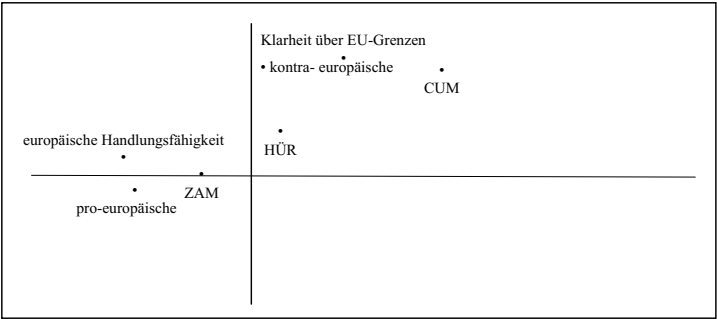 Klarheit über EU-Grenzen
• kontra- europäische
CUM
europäische Handlungsfähigkeit
HÜR
ZAM
pro-europäische